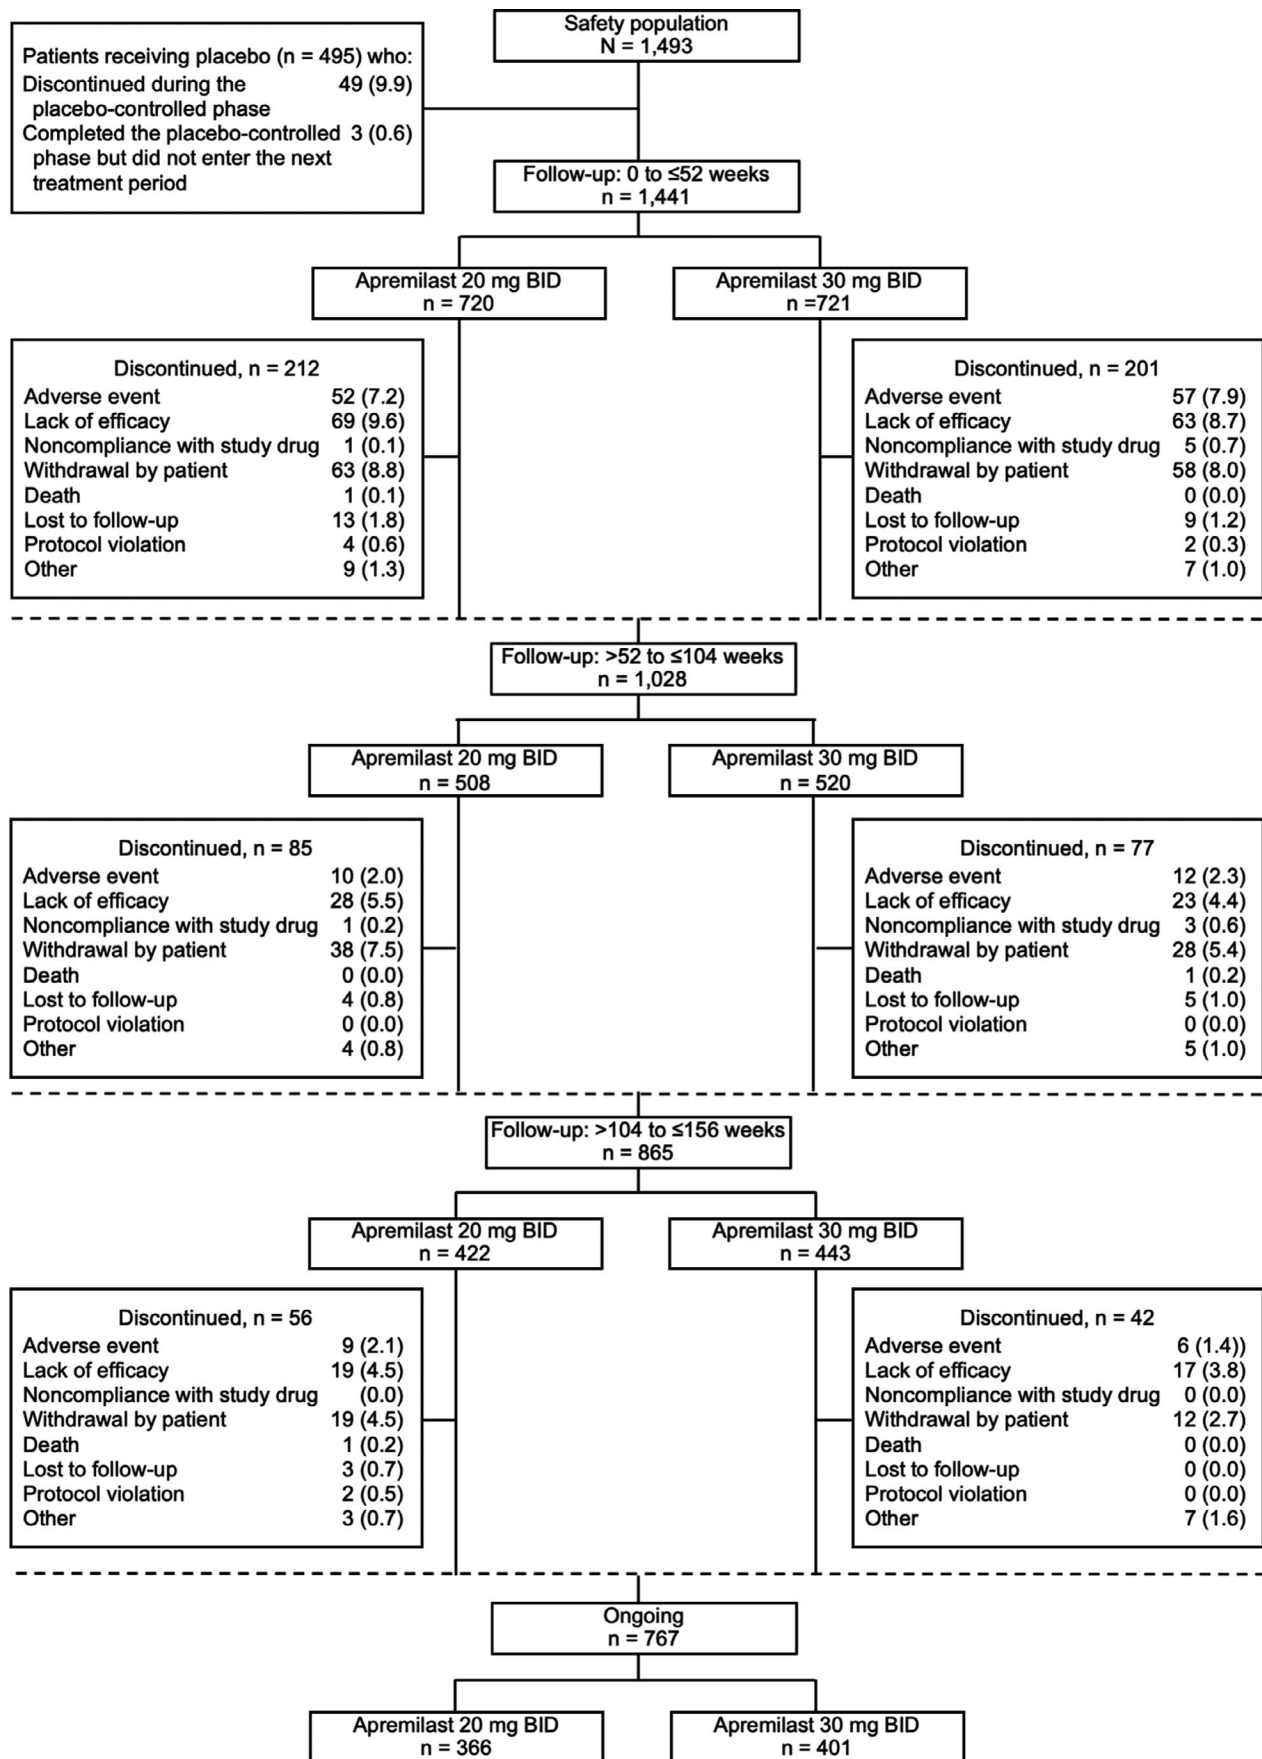 Safety population
N = 1,493
Patients receiving placebo (n = 495) who:
Discontinued during the 49 (9.9)
placebo-controlled phase
Completed the placebo-controlled 3 (0.6)
phase but did not enter the next
treatment period
Follow-up: 0 to ≤52 weeks
n = 1,441
Apremilast 20 mg BID
n = 720
Apremilast 30 mg BID
n =721
Discontinued, n = 212
Adverse event 52 (7.2)
Lack of efficacy 69 (9.6)
Noncompliance with study drug 1 (0.1)
Withdrawal by patient 63 (8.8)
Death 1 (0.1)
Lost to follow-up 13 (1.8)
Protocol violation 4 (0.6)
Other 9 (1.3)
Discontinued, n = 201
Adverse event 57 (7.9)
Lack of efficacy 63 (8.7)
Noncompliance with study drug 5 (0.7)
Withdrawal by patient 58 (8.0)
Death 0 (0.0)
Lost to follow-up 9 (1.2)
Protocol violation 2 (0.3)
Other 7 (1.0)
Follow-up: >52 to ≤104 weeks
n = 1,028
Apremilast 20 mg BID
n = 508
Apremilast 30 mg BID
n = 520
Discontinued, n = 85
Adverse event 10 (2.0)
Lack of efficacy 28 (5.5)
Noncompliance with study drug 1 (0.2)
Withdrawal by patient 38 (7.5)
Death 0 (0.0)
Lost to follow-up 4 (0.8)
Protocol violation 0 (0.0)
Other 4 (0.8)
Discontinued, n = 77
Adverse event 12 (2.3)
Lack of efficacy 23 (4.4)
Noncompliance with study drug 3 (0.6)
Withdrawal by patient 28 (5.4)
Death 1 (0.2)
Lost to follow-up 5 (1.0)
Protocol violation 0 (0.0)
Other 5 (1.0)
Follow-up: >104 to ≤156 weeks
n = 865
Apremilast 20 mg BID
n = 422
Apremilast 30 mg BID
n = 443
Discontinued, n = 56
Adverse event 9 (2.1)
Lack of efficacy 19 (4.5)
Noncompliance with study drug (0.0)
Withdrawal by patient 19 (4.5)
Death 1 (0.2)
Lost to follow-up 3 (0.7)
Protocol violation 2 (0.5)
Other 3 (0.7)
Discontinued, n = 42
Adverse event 6 (1.4))
Lack of efficacy 17 (3.8)
Noncompliance with study drug 0 (0.0)
Withdrawal by patient 12 (2.7)
Death 0 (0.0)
Lost to follow-up 0 (0.0)
Protocol violation 0 (0.0)
Other 7 (1.6)
Ongoing
n = 767
Apremilast 20 mg BID
n = 366
Apremilast 30 mg BID
n = 401